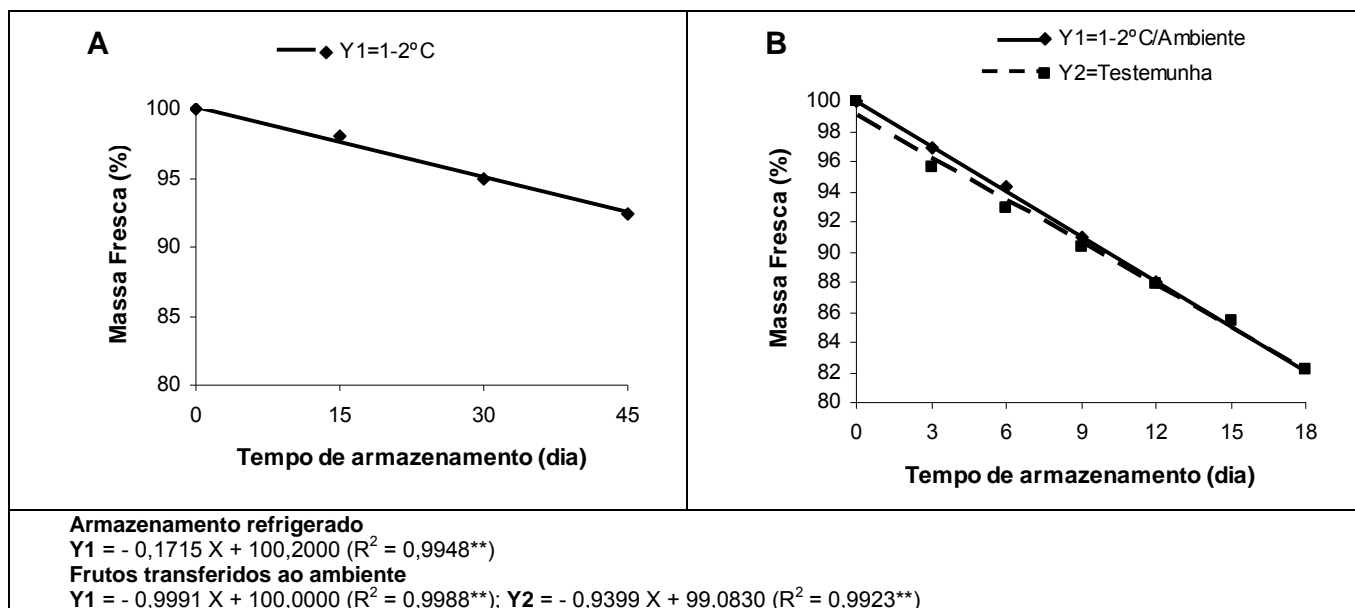 A
Y1=1-2ºC
100
95
90
85
80
Massa Fresca (%)
0 15 30 45
Tempo de armazenamento (dia)
B
Y1=1-2ºC/Ambiente
Y2=Testemunha
100
98
96
94
92
90
88
86
84
82
80
Massa Fresca (%)
0 3 6 9 12 15 18
Tempo de armazenamento (dia)
Armazenamento refrigerado
Y1 = - 0,1715 X + 100,2000 (R² = 0,9948**)
Frutos transferidos ao ambiente
Y1 = - 0,9991 X + 100,0000 (R² = 0,9988**); Y2 = - 0,9399 X + 99,0830 (R² = 0,9923**)